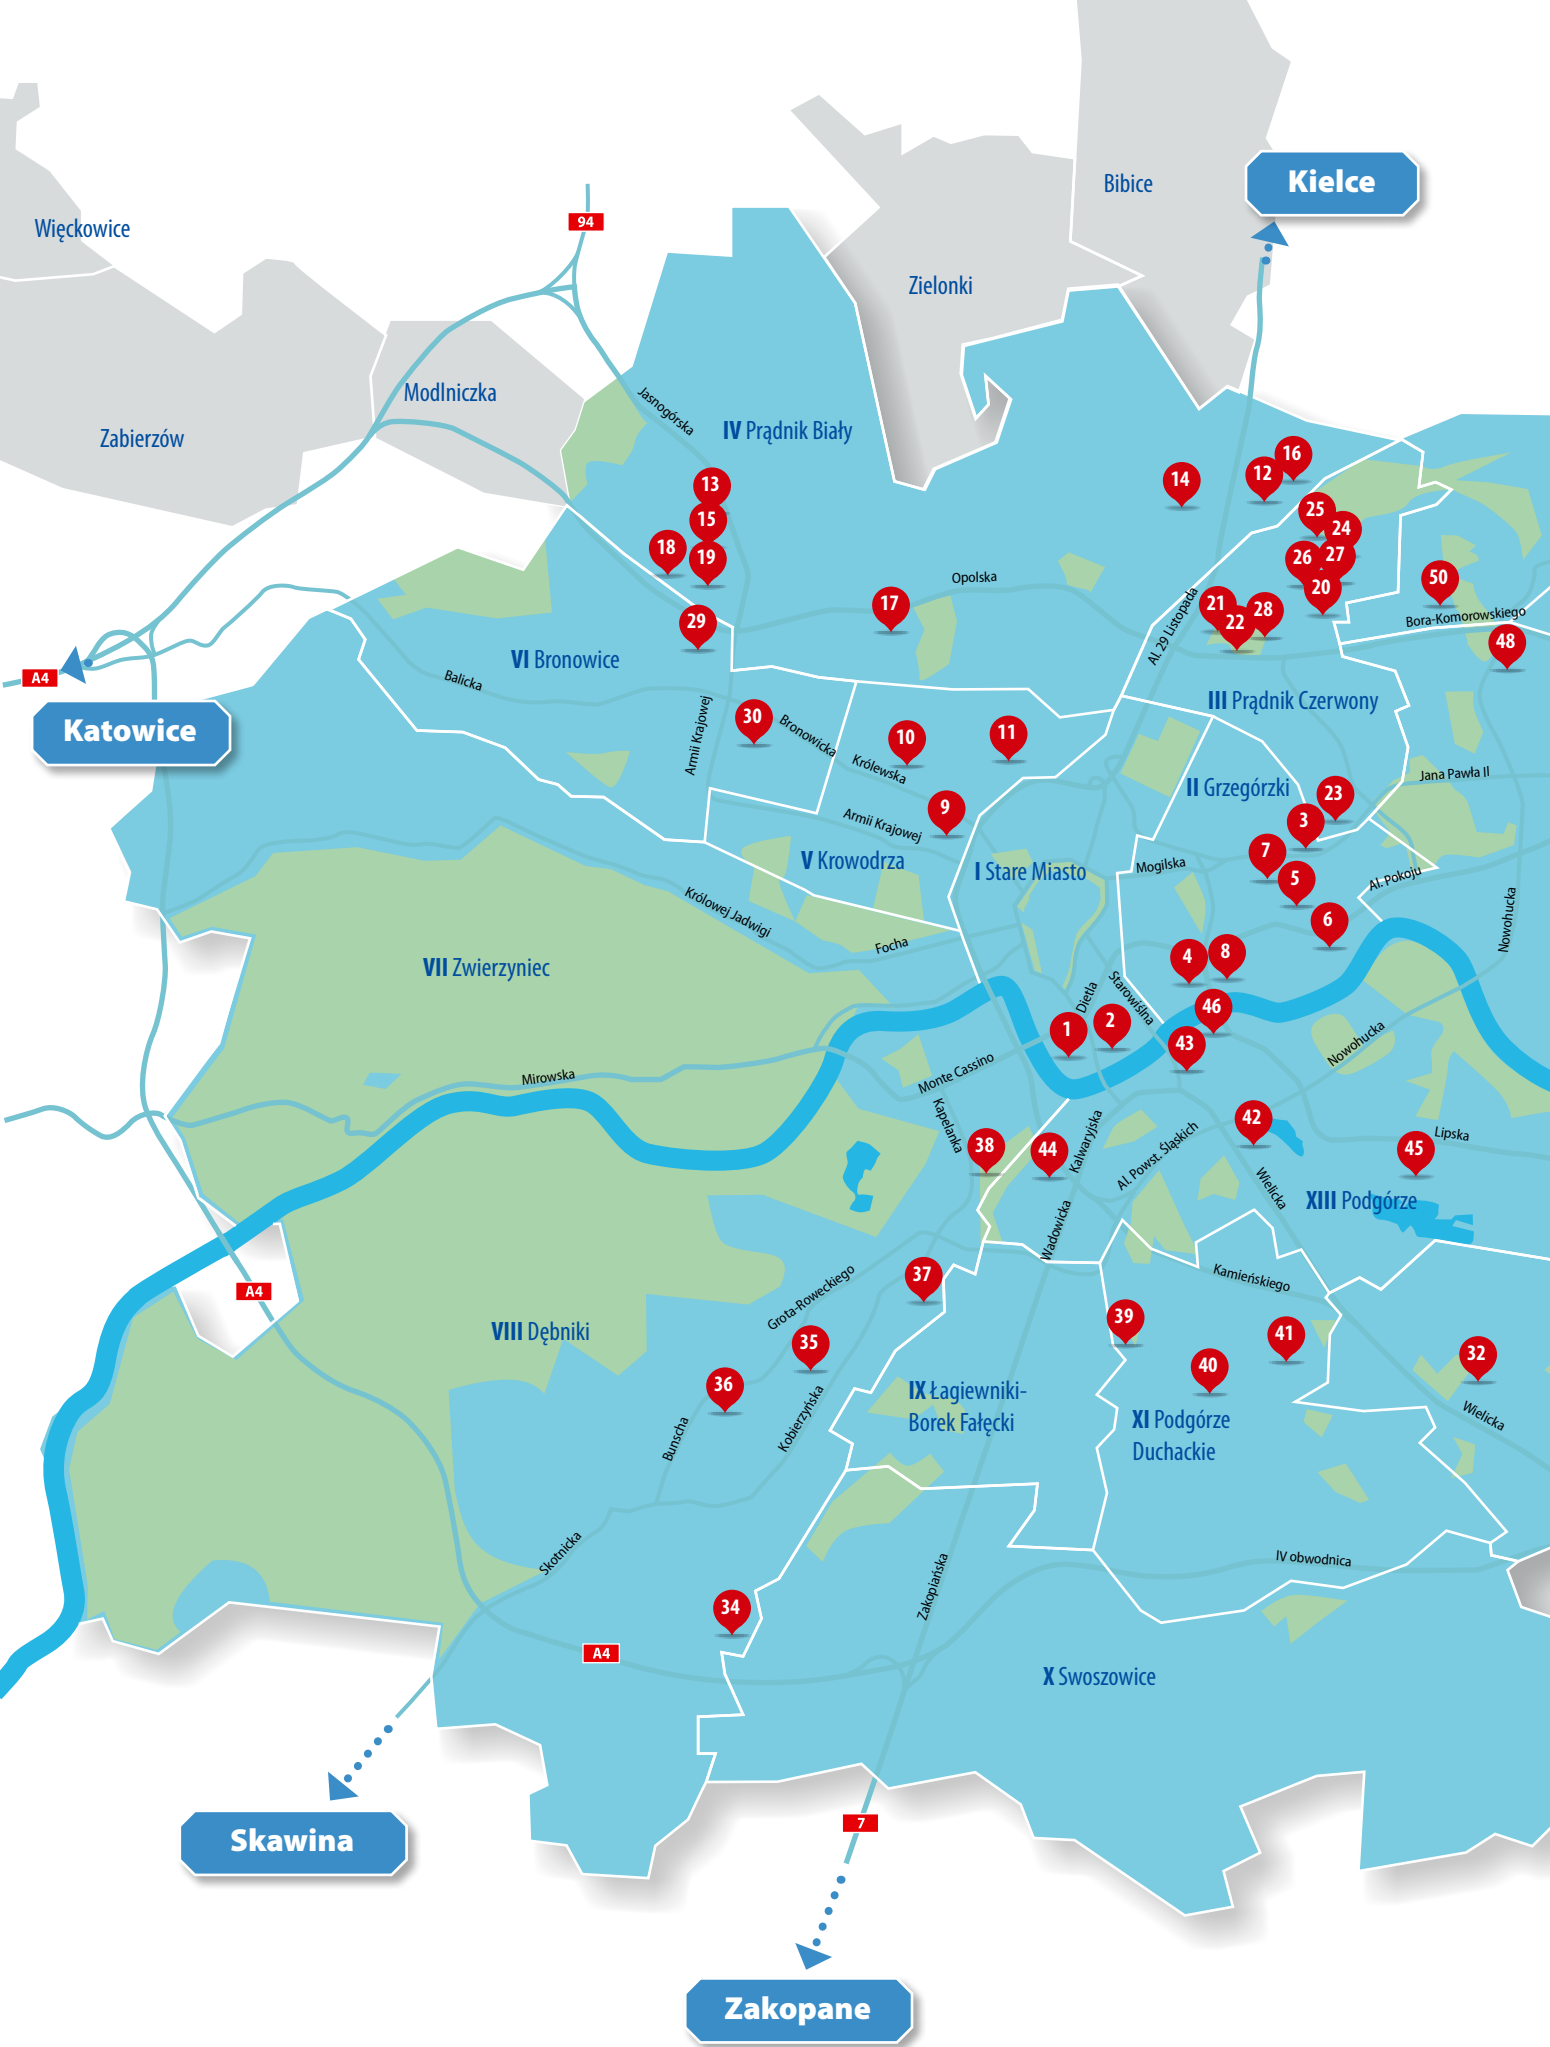 Bibice
Kielce
94
Więckowice
Zielonki
Modlniczka
Jasnogórska
IV Prądnik Biały
Zabierzów
16
12
14
13
25
15
24
18
19
26
27
50
Opolska
20
17
21
28
22
29
Al. 29 Listopada
Bora-Komorowskiego
48
VI Bronowice
A4
Balicka
III Prądnik Czerwony
Katowice
Armii Krajowej
30
Bronowicka
10
11
Królewska
Jana Pawła II
II Grzegórzki
23
9
Armii Krajowej
3
7
V Krowodrza
I Stare Miasto
Mogilska
5
Al. Pokoju
Królowej Jadwigi
6
Nowohucka
Focha
VII Zwierzyniec
4
8
Dietla
Starowiślna
46
1
2
43
Nowohucka
Monte Cassino
Mirowska
Kapelanka
42
38
44
Kalwaryjska
Al. Powst. Śląskich
Lipska
45
Wielicka
XIII Podgórze
Wadowicka
37
Kamieńskiego
A4
Grota-Roweckiego
39
VIII Dębniki
35
41
40
32
36
IX Łagiewniki-
Borek Fałęcki
Kobierzyńska
XI Podgórze
Duchackie
Wielicka
Bunscha
Skotnicka
IV obwodnica
Zakopiańska
34
A4
X Swoszowice
7
Skawina
Zakopane